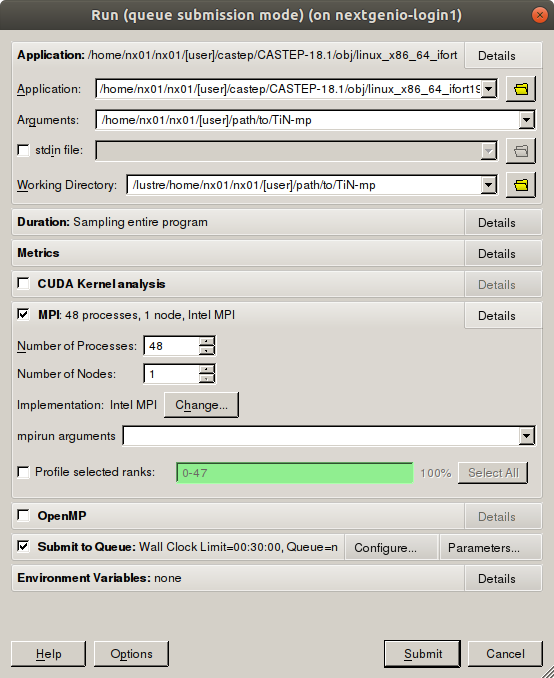 Run (queue submission mode) (on nextgenio-login1)
Application: /home/nx01/nx01/[user]/castep/CASTEP-18.1/obj/linux_x86_64_ifort Details
Application: /home/nx01/nx01/[user]/castep/CASTEP-18.1/obj/linux_x86_64_ifort19
Arguments: /home/nx01/nx01/[user]/path/to/TiN-mp
stdin file:
Working Directory: /lustre/home/nx01/nx01/[user]/path/to/TiN-mp
Duration: Sampling entire program Details
Metrics Details
CUDA Kernel analysis Details
MPI: 48 processes, 1 node, Intel MPI Details
Number of Processes: 48
Number of Nodes: 1
Implementation: Intel MPI Change...
mpirun arguments
Profile selected ranks: 0-47 100% Select All
OpenMP Details
Submit to Queue: Wall Clock Limit=00:30:00, Queue=n Configure... Parameters...
Environment Variables: none Details
Help Options Submit Cancel